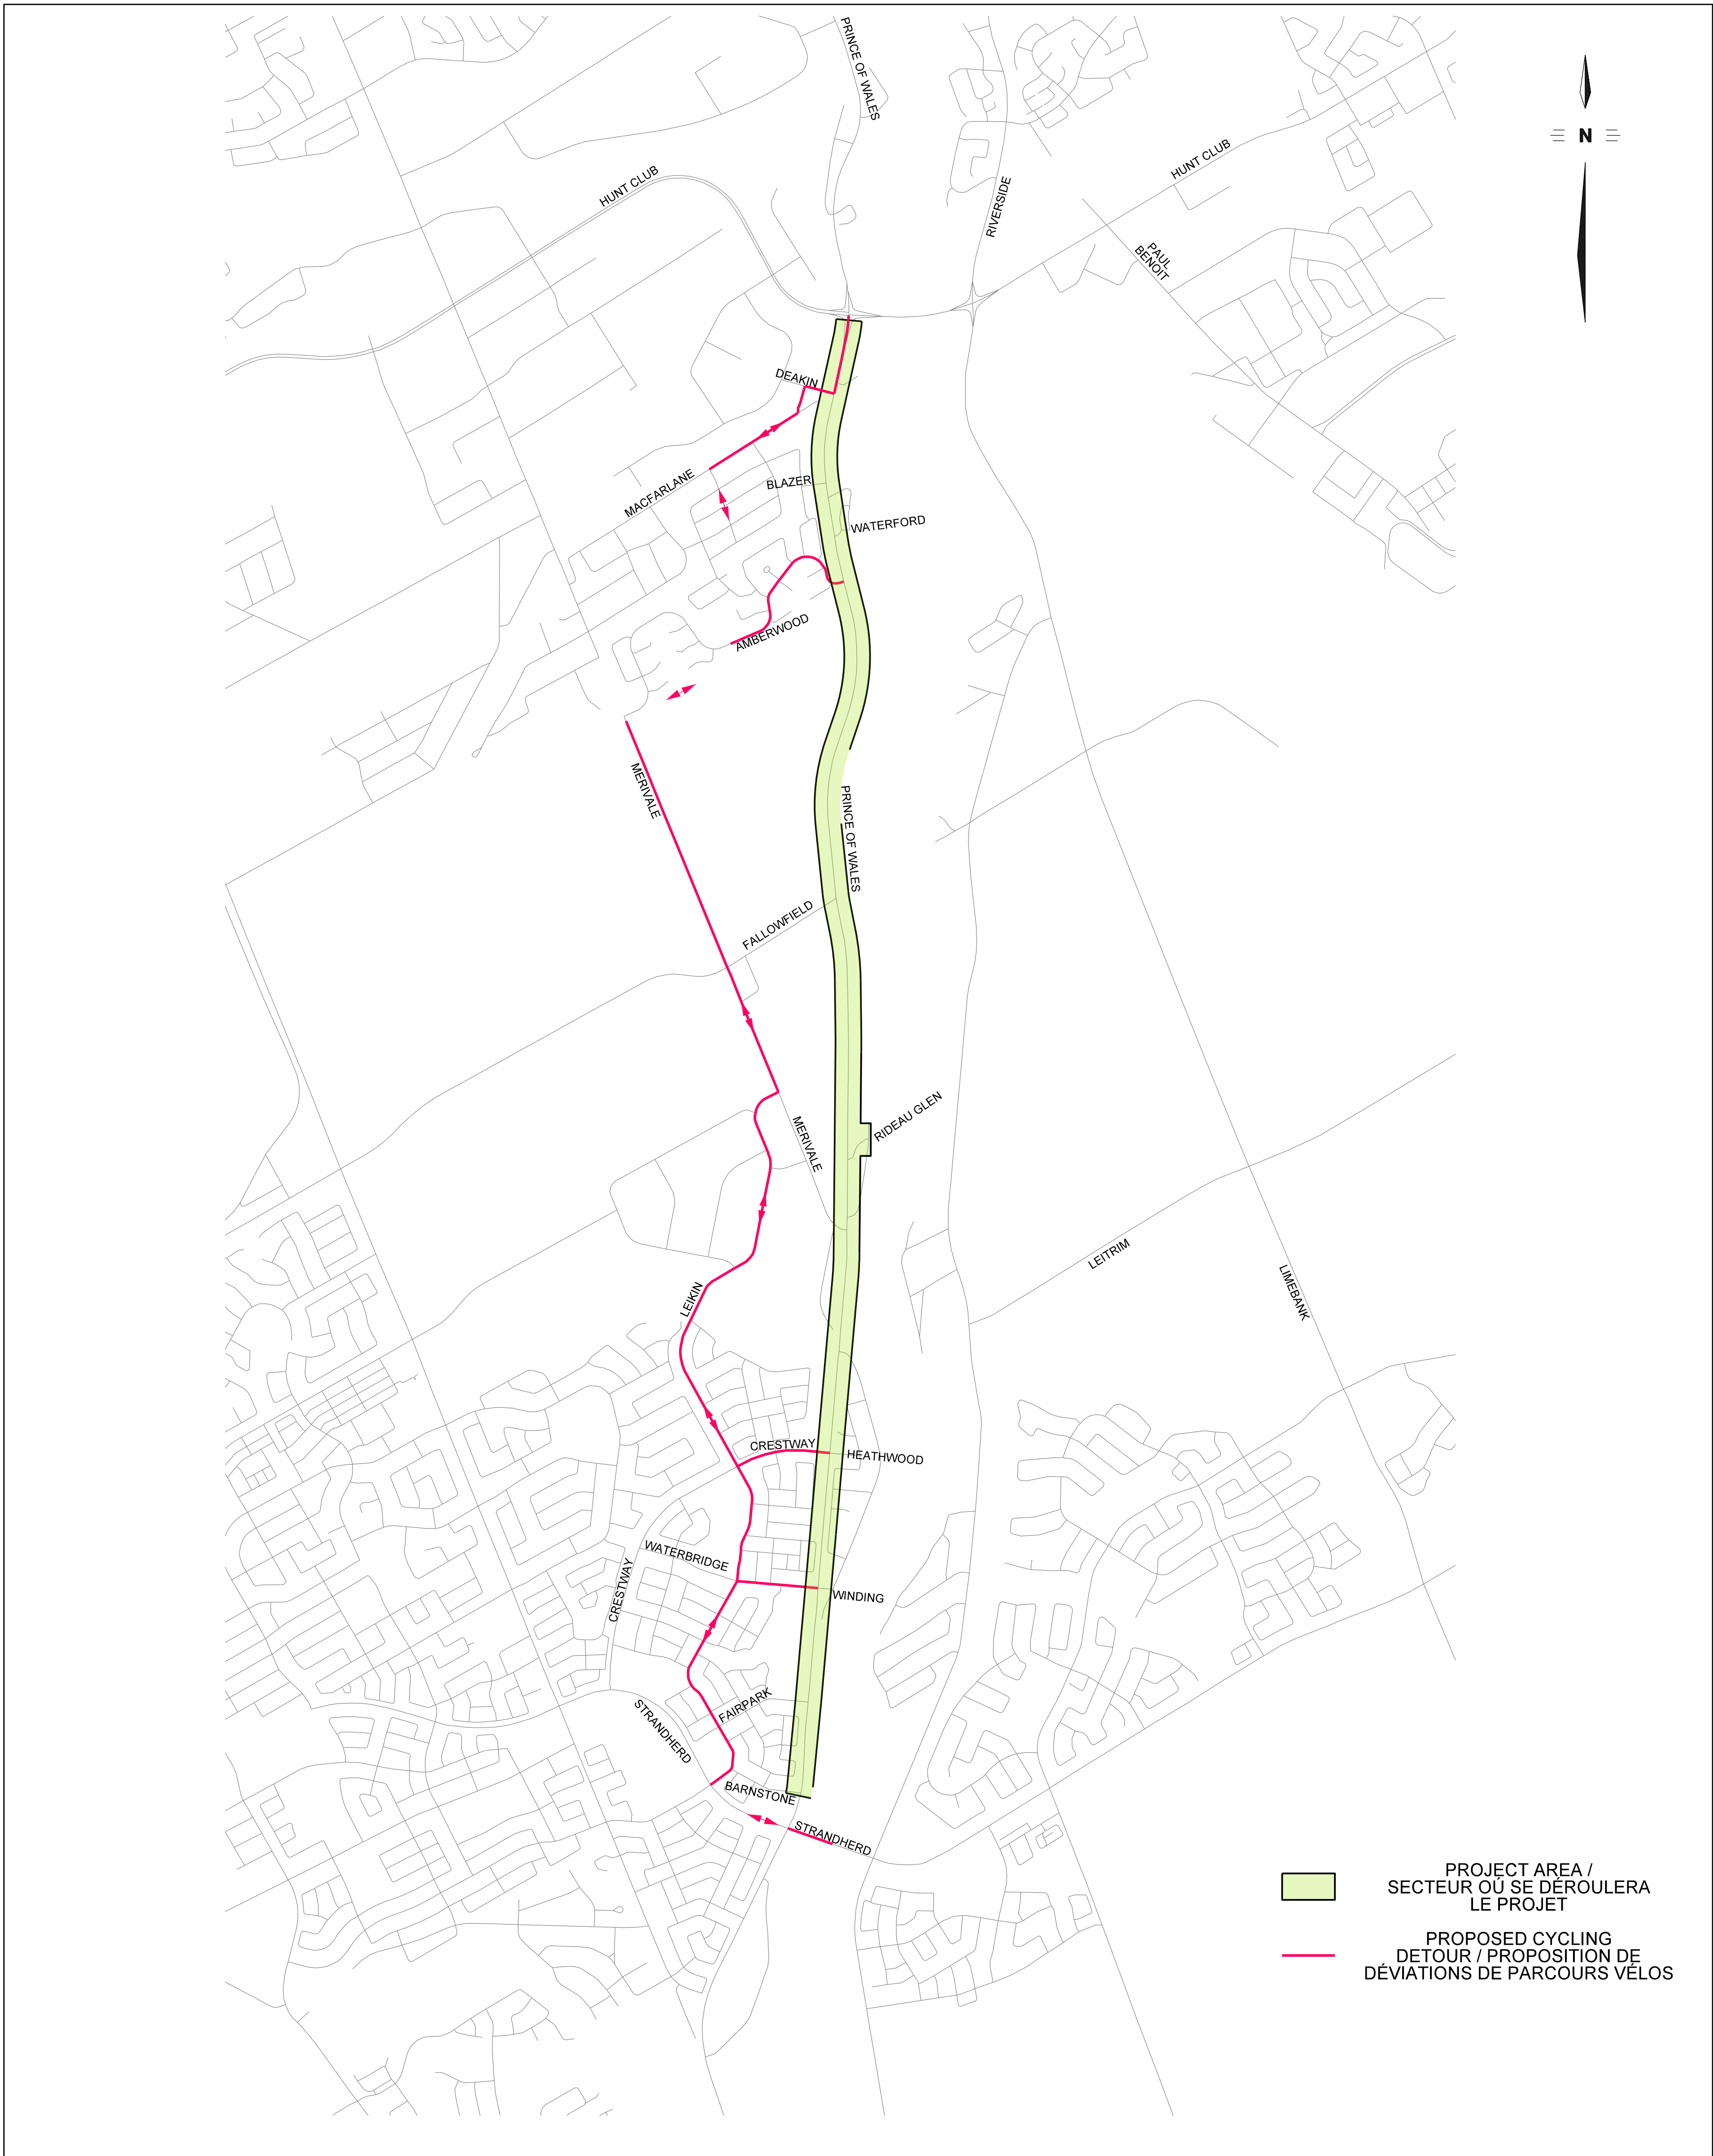 PRINCE OF WALES
N
HUNT CLUB
HUNT CLUB
RIVERSIDE
PAUL
BENOIT
DEAKIN
MACFARLANE
BLAZER
WATERFORD
AMBERWOOD
MERIVALE
PRINCE OF WALES
FALLOWFIELD
RIDEAU GLEN
MERIVALE
LEITRIM
LIMEBANK
LEIKIN
CRESTWAY
HEATHWOOD
WATERBRIDGE
CRESTWAY
WINDING
FAIRPARK
STRANDHERD
BARNSTONE
STRANDHERD
PROJECT AREA /
SECTEUR OÙ SE DÉROULERA
LE PROJET
PROPOSED CYCLING
DETOUR / PROPOSITION DE
DÉVIATIONS DE PARCOURS VÉLOS